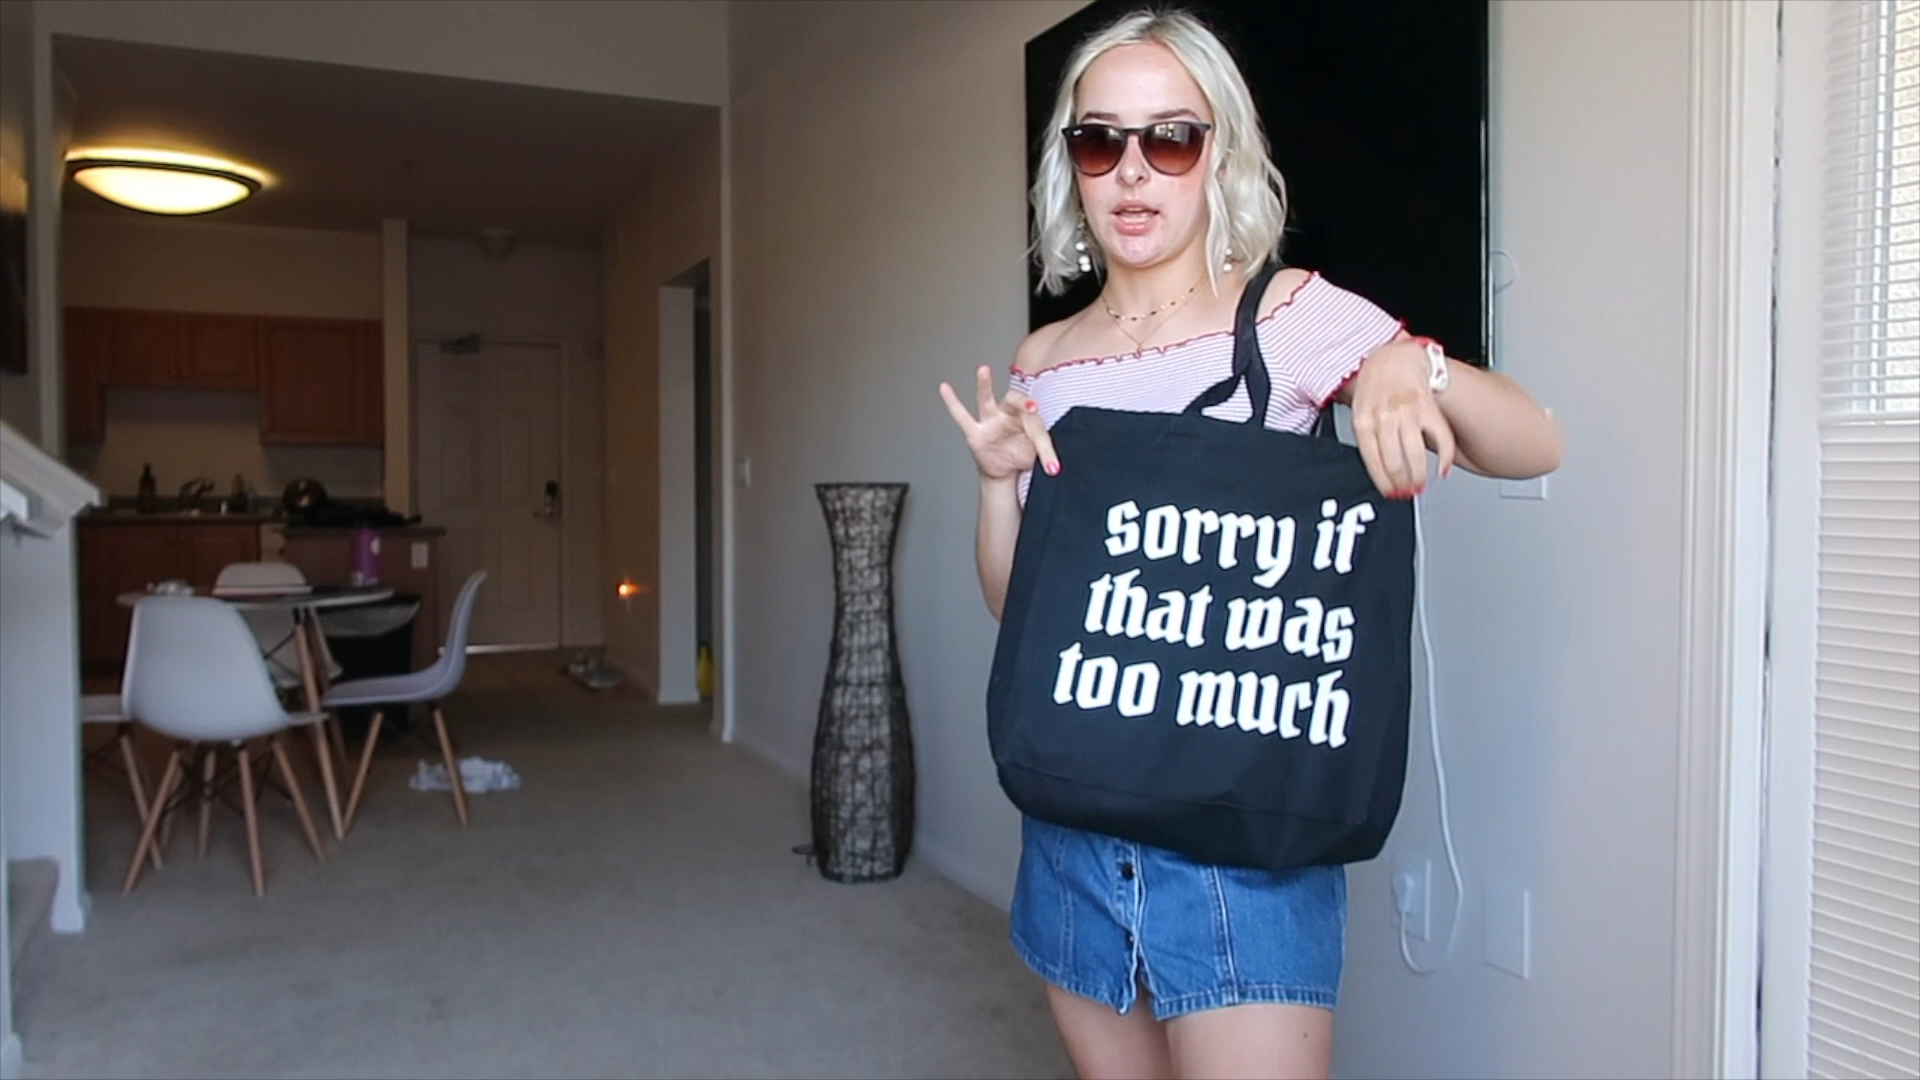 sorry if
that was
too much